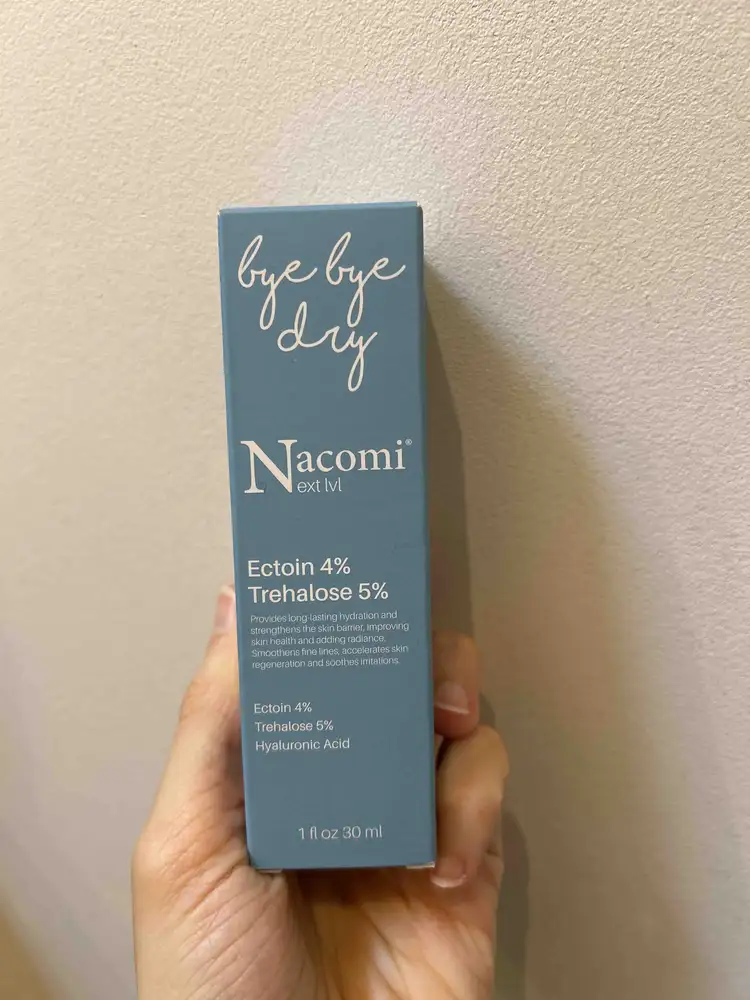 bye bye
dry
Nacomi®
Next lvl
Ectoin 4%
Trehalose 5%
Provides long-lasting hydration and
strengthens the skin barrier, improving
skin health and adding radiance.
Smoothens fine lines, accelerates skin
regeneration and soothes irritations.
Ectoin 4%
Trehalose 5%
Hyaluronic Acid
1 fl oz 30 ml